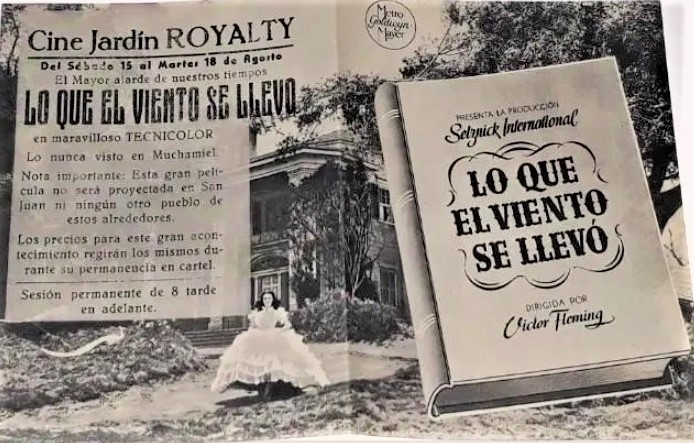 Cine Jardín ROYALTY
Del Sábado 15 al Martes 18 de Agosto
El Mayor alarde de nuestros tiempos
LO QUE EL VIENTO SE LLEVO
en maravilloso TECNICOLOR
Lo nunca visto en Muchamiel.
Nota importante: Esta gran pelí-
cula no será proyectada en San
Juan ni ningún otro pueblo de
estos alrededores.
Los precios para este gran acon-
tecimiento regirán los mismos du-
rante su permanencia en cartel.
Sesión permanente de 8 tarde
en adelante.
Metro
Goldwyn
Mayer
PRESENTA LA PRODUCCIÓN
Selznick International
LO QUE
EL VIENTO
SE LLEVÓ
DIRIGIDA POR
Victor Fleming